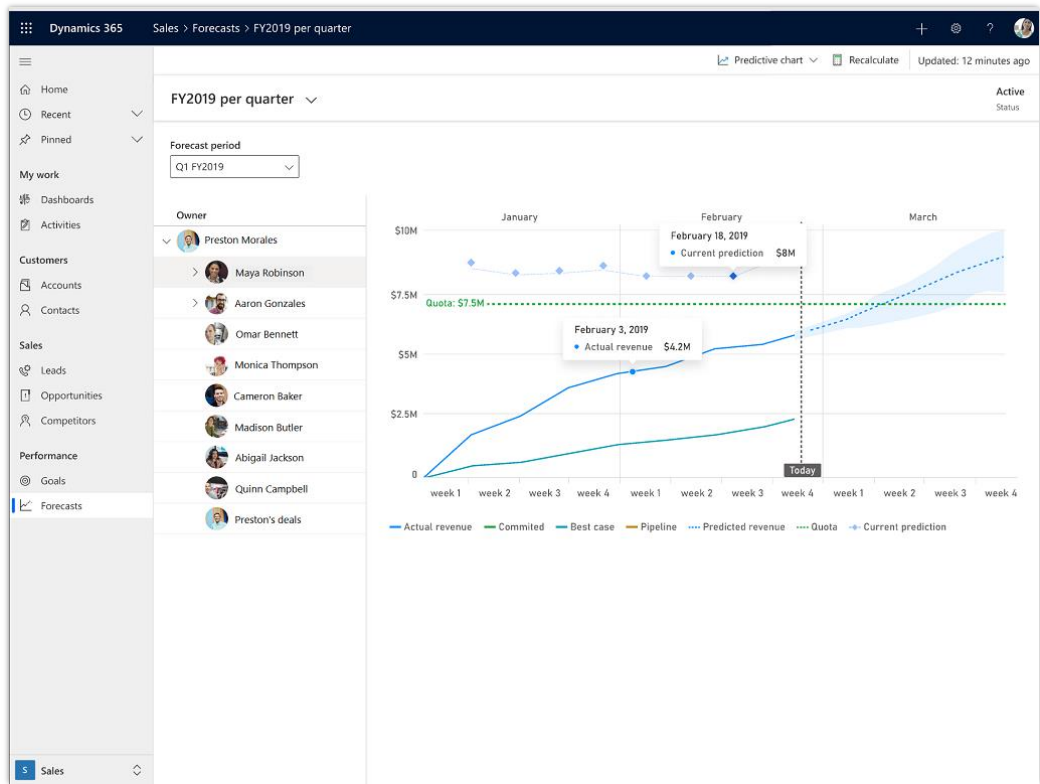 Dynamics 365
Sales > Forecasts > FY2019 per quarter
Predictive chart
Recalculate
Updated: 12 minutes ago
Home
Recent
Pinned
My work
Dashboards
Activities
Customers
Accounts
Contacts
Sales
Leads
Opportunities
Competitors
Performance
Goals
Forecasts
S Sales
FY2019 per quarter
Active
Status
Forecast period
Q1 FY2019
Owner
Preston Morales
Maya Robinson
Aaron Gonzales
Omar Bennett
Monica Thompson
Cameron Baker
Madison Butler
Abigail Jackson
Quinn Campbell
Preston's deals
January February March
$10M
$7.5M
$5M
$2.5M
0
February 18, 2019
Current prediction $8M
Quota: $7.5M
February 3, 2019
Actual revenue $4.2M
Today
week 1 week 2 week 3 week 4 week 1 week 2 week 3 week 4 week 1 week 2 week 3 week 4
Actual revenue Commited Best case Pipeline Predicted revenue Quota Current prediction